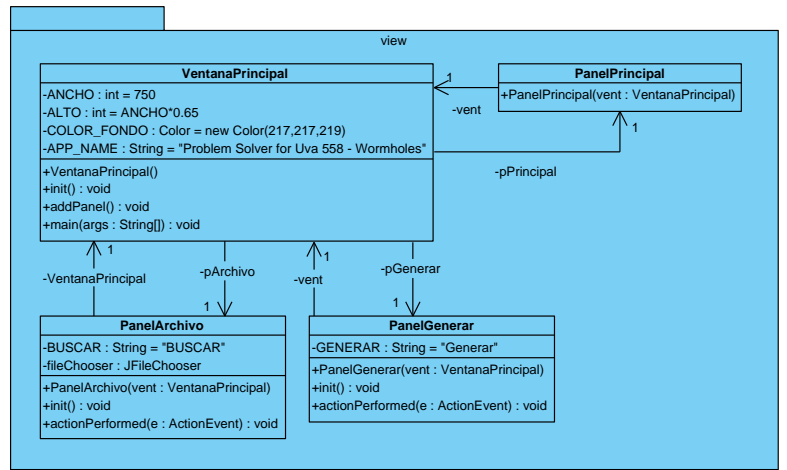 view
VentanaPrincipal
-ANCHO : int = 750
-ALTO : int = ANCHO*0.65
-COLOR_FONDO : Color = new Color(217,217,219)
-APP_NAME : String = "Problem Solver for Uva 558 - Wormholes"
+VentanaPrincipal()
+init() : void
+addPanel() : void
+main(args : String[]) : void
PanelPrincipal
+PanelPrincipal(vent : VentanaPrincipal)
1
-vent
1
-pPrincipal
1
-VentanaPrincipal
-pArchivo
1
1
-vent
-pGenerar
1
PanelArchivo
-BUSCAR : String = "BUSCAR"
-fileChooser : JFileChooser
+PanelArchivo(vent : VentanaPrincipal)
+init() : void
+actionPerformed(e : ActionEvent) : void
PanelGenerar
-GENERAR : String = "Generar"
+PanelGenerar(vent : VentanaPrincipal)
+init() : void
+actionPerformed(e : ActionEvent) : void